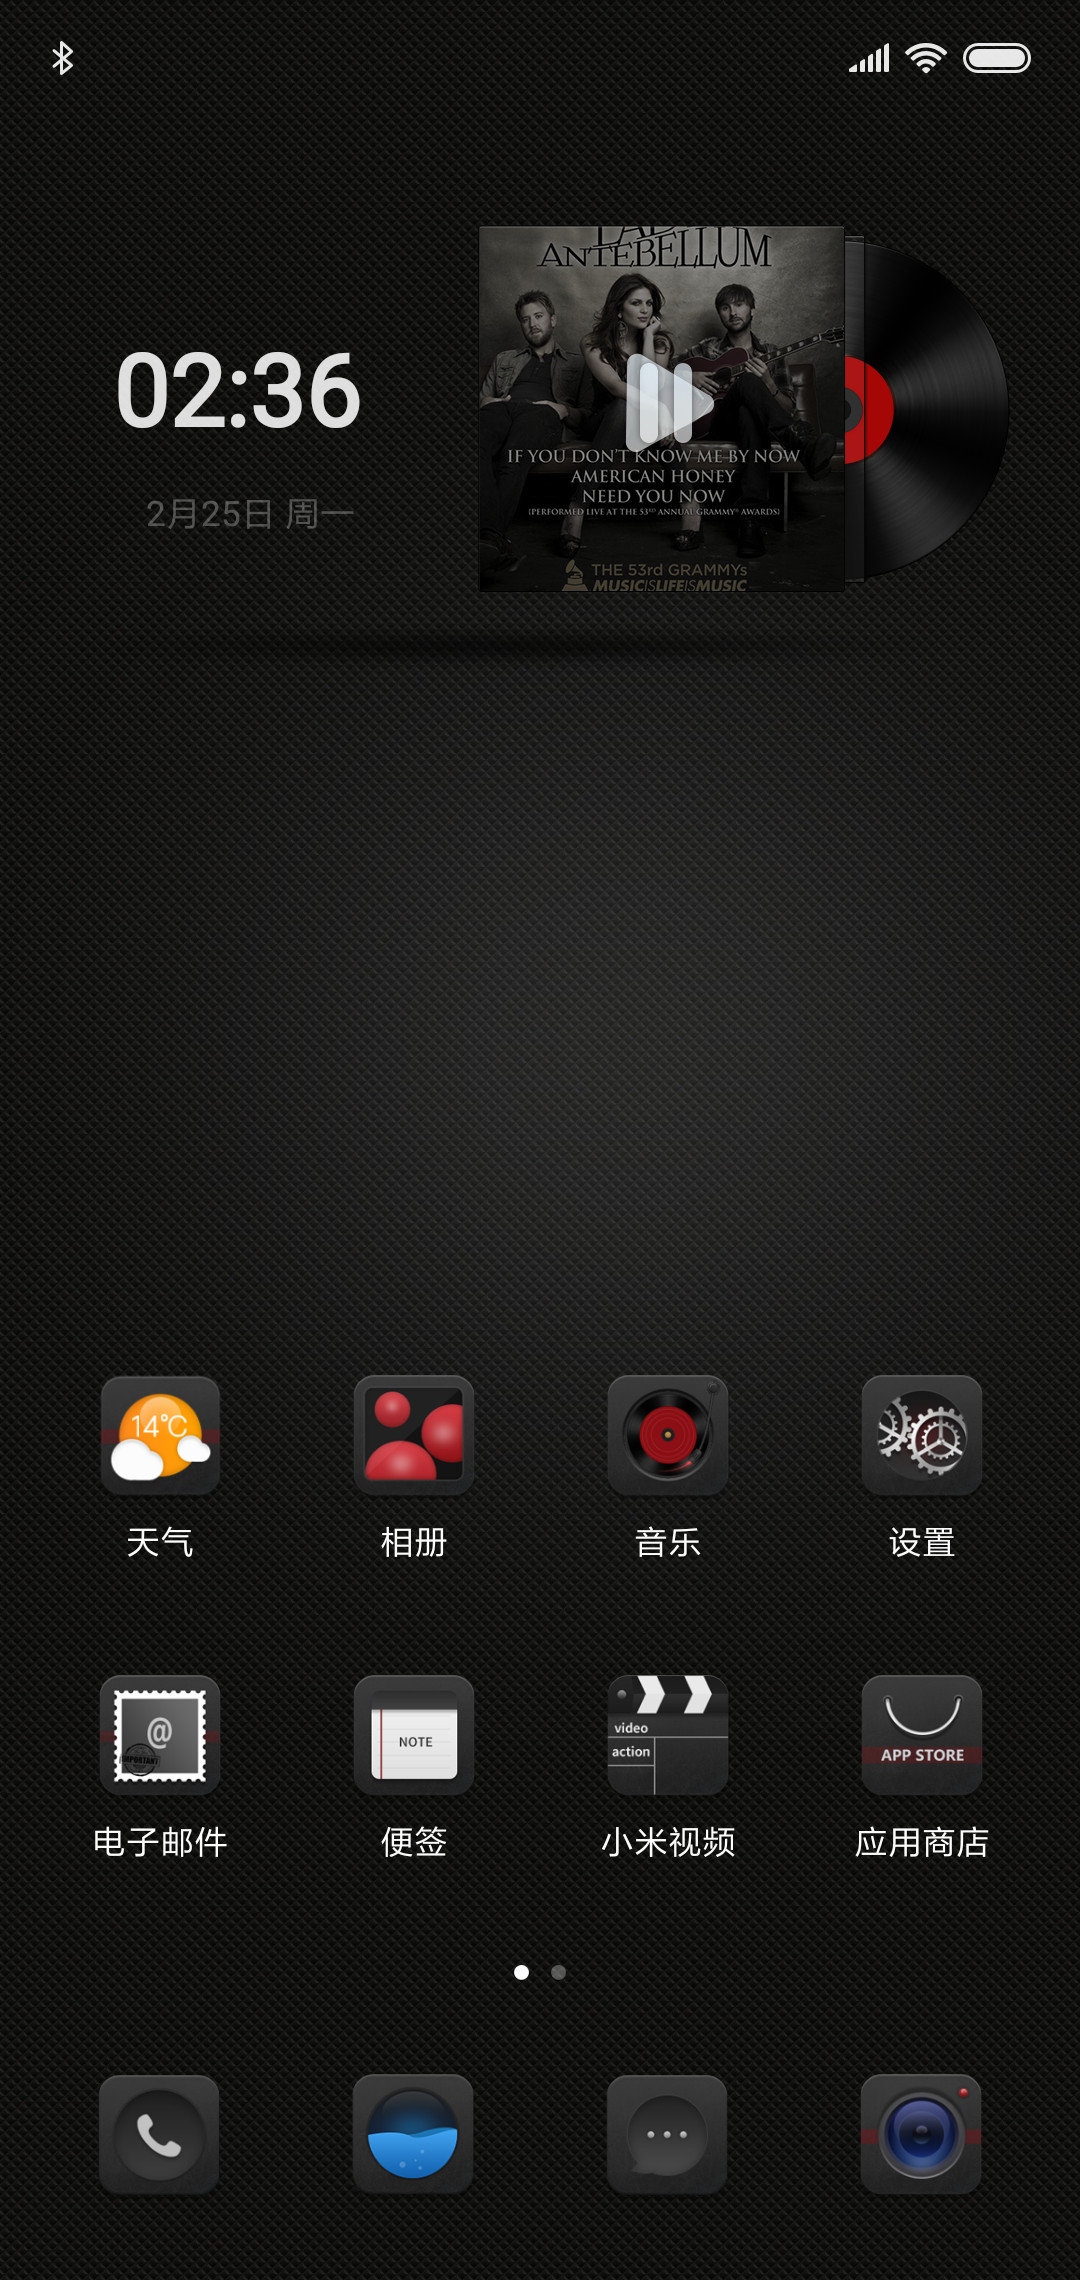 02:36
2月25日 周一
LAD
ANTEBELLUM
IF YOU DON'T KNOW ME BY NOW
AMERICAN HONEY
NEED YOU NOW
(PERFORMED LIVE AT THE 53RD ANNUAL GRAMMY® AWARDS)
THE 53rd GRAMMYs
MUSICISLIFEISMUSIC
14℃
天气
相册
音乐
设置
@
IMPORTANT
NOTE
video
action
APP STORE
电子邮件
便签
小米视频
应用商店